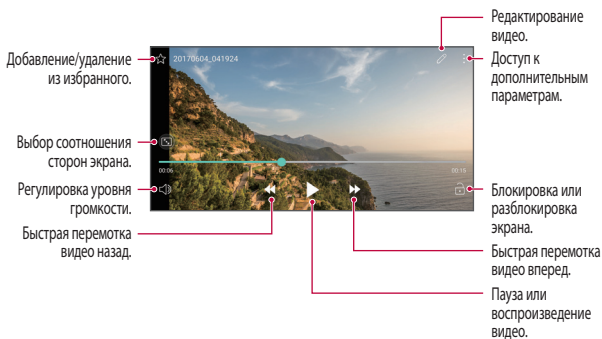 Редактирование
видео.
Добавление/удаление
из избранного.
20170604_041924
Доступ к
дополнительным
параметрам.
Выбор соотношения
сторон экрана.
00:06
00:15
Регулировка уровня
громкости.
Блокировка или
разблокировка
экрана.
Быстрая перемотка
видео назад.
Быстрая перемотка
видео вперед.
Пауза или
воспроизведение
видео.